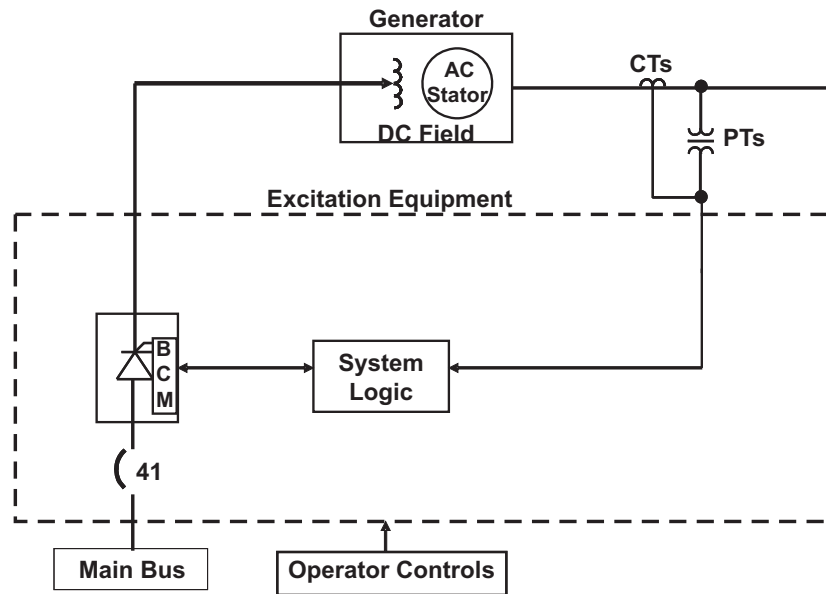 Generator
AC
Stator
DC Field
CTs
PTs
Excitation Equipment
B
C
M
System
Logic
41
Main Bus
Operator Controls